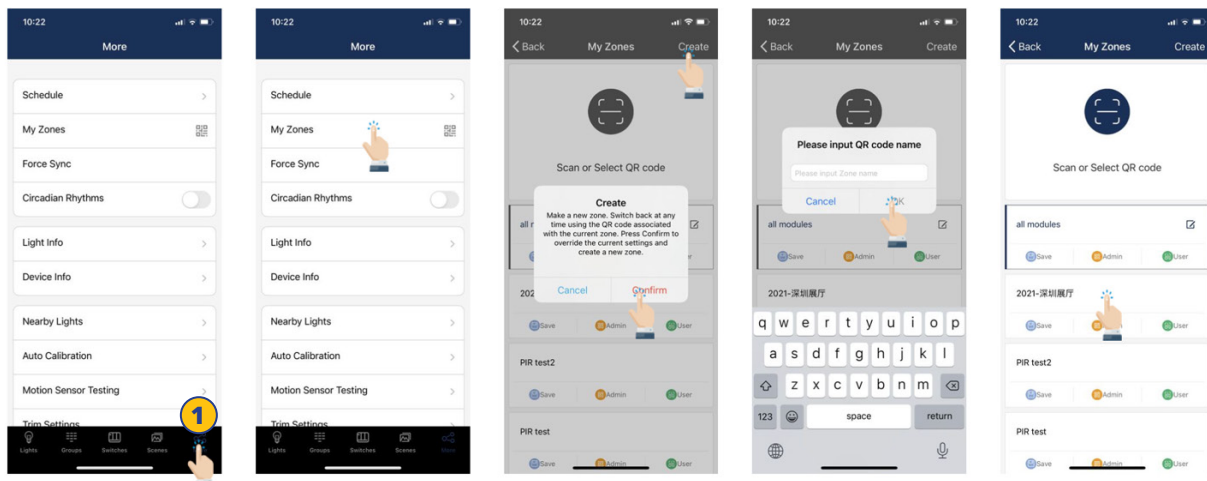 10:22
More
Schedule
My Zones
Force Sync
Circadian Rhythms
Light Info
Device Info
Nearby Lights
Auto Calibration
Motion Sensor Testing
Trim Settings
1
Lights Groups Switches Scenes
10:22
More
Schedule
My Zones
Force Sync
Circadian Rhythms
Light Info
Device Info
Nearby Lights
Auto Calibration
Motion Sensor Testing
Trim Settings
Lights Groups Switches Scenes More
10:22
Back My Zones Create
Scan or Select QR code
Create
Make a new zone. Switch back at any
time using the QR code associated
with the current zone. Press Confirm to
override the current settings and
create a new zone.
Cancel Confirm
Save Admin User
PIR test2
Save Admin User
PIR test
Save Admin User
10:22
Back My Zones Create
Please input QR code name
Please input Zone name
Cancel OK
all modules
Save Admin User
2021-深圳展厅
q w e r t y u i o p
a s d f g h j k l
z x c v b n m
123 space return
10:22
Back My Zones Create
Scan or Select QR code
all modules
Save Admin User
2021-深圳展厅
Save User
PIR test2
Save Admin User
PIR test
Save Admin User